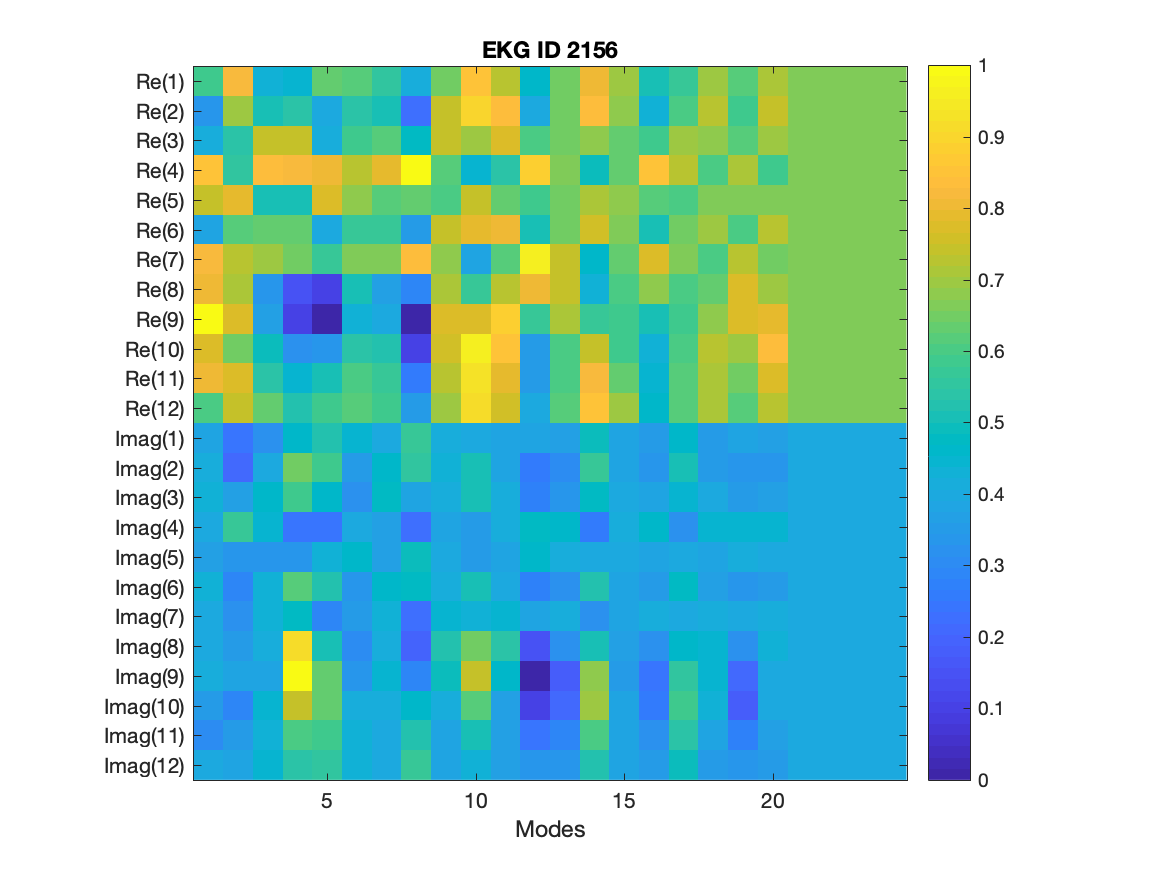 EKG ID 2156
Re(1)
Re(2)
Re(3)
Re(4)
Re(5)
Re(6)
Re(7)
Re(8)
Re(9)
Re(10)
Re(11)
Re(12)
Imag(1)
Imag(2)
Imag(3)
Imag(4)
Imag(5)
Imag(6)
Imag(7)
Imag(8)
Imag(9)
Imag(10)
Imag(11)
Imag(12)
5 10 15 20
Modes
1
0.9
0.8
0.7
0.6
0.5
0.4
0.3
0.2
0.1
0